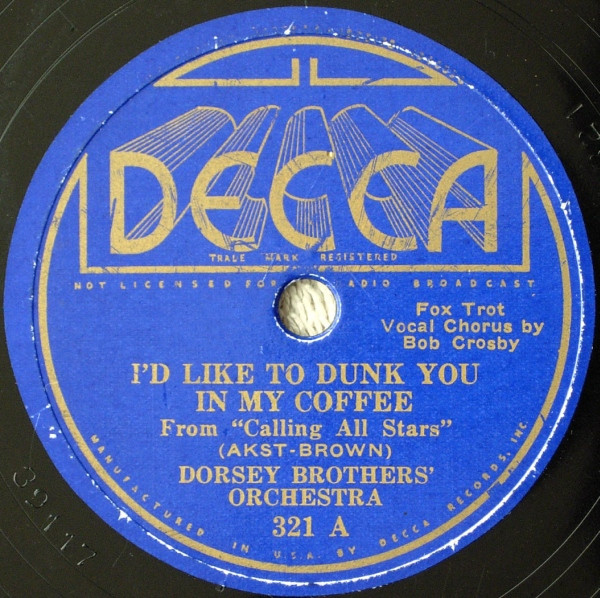 DECCA
TRADE MARK REGISTERED
NOT LICENSED FOR RADIO BROADCAST
Fox Trot
Vocal Chorus by
Bob Crosby
I'D LIKE TO DUNK YOU
IN MY COFFEE
From "Calling All Stars"
(AKST-BROWN)
DORSEY BROTHERS'
ORCHESTRA
321 A
MANUFACTURED IN U.S.A. BY DECCA RECORDS, INC.
39117